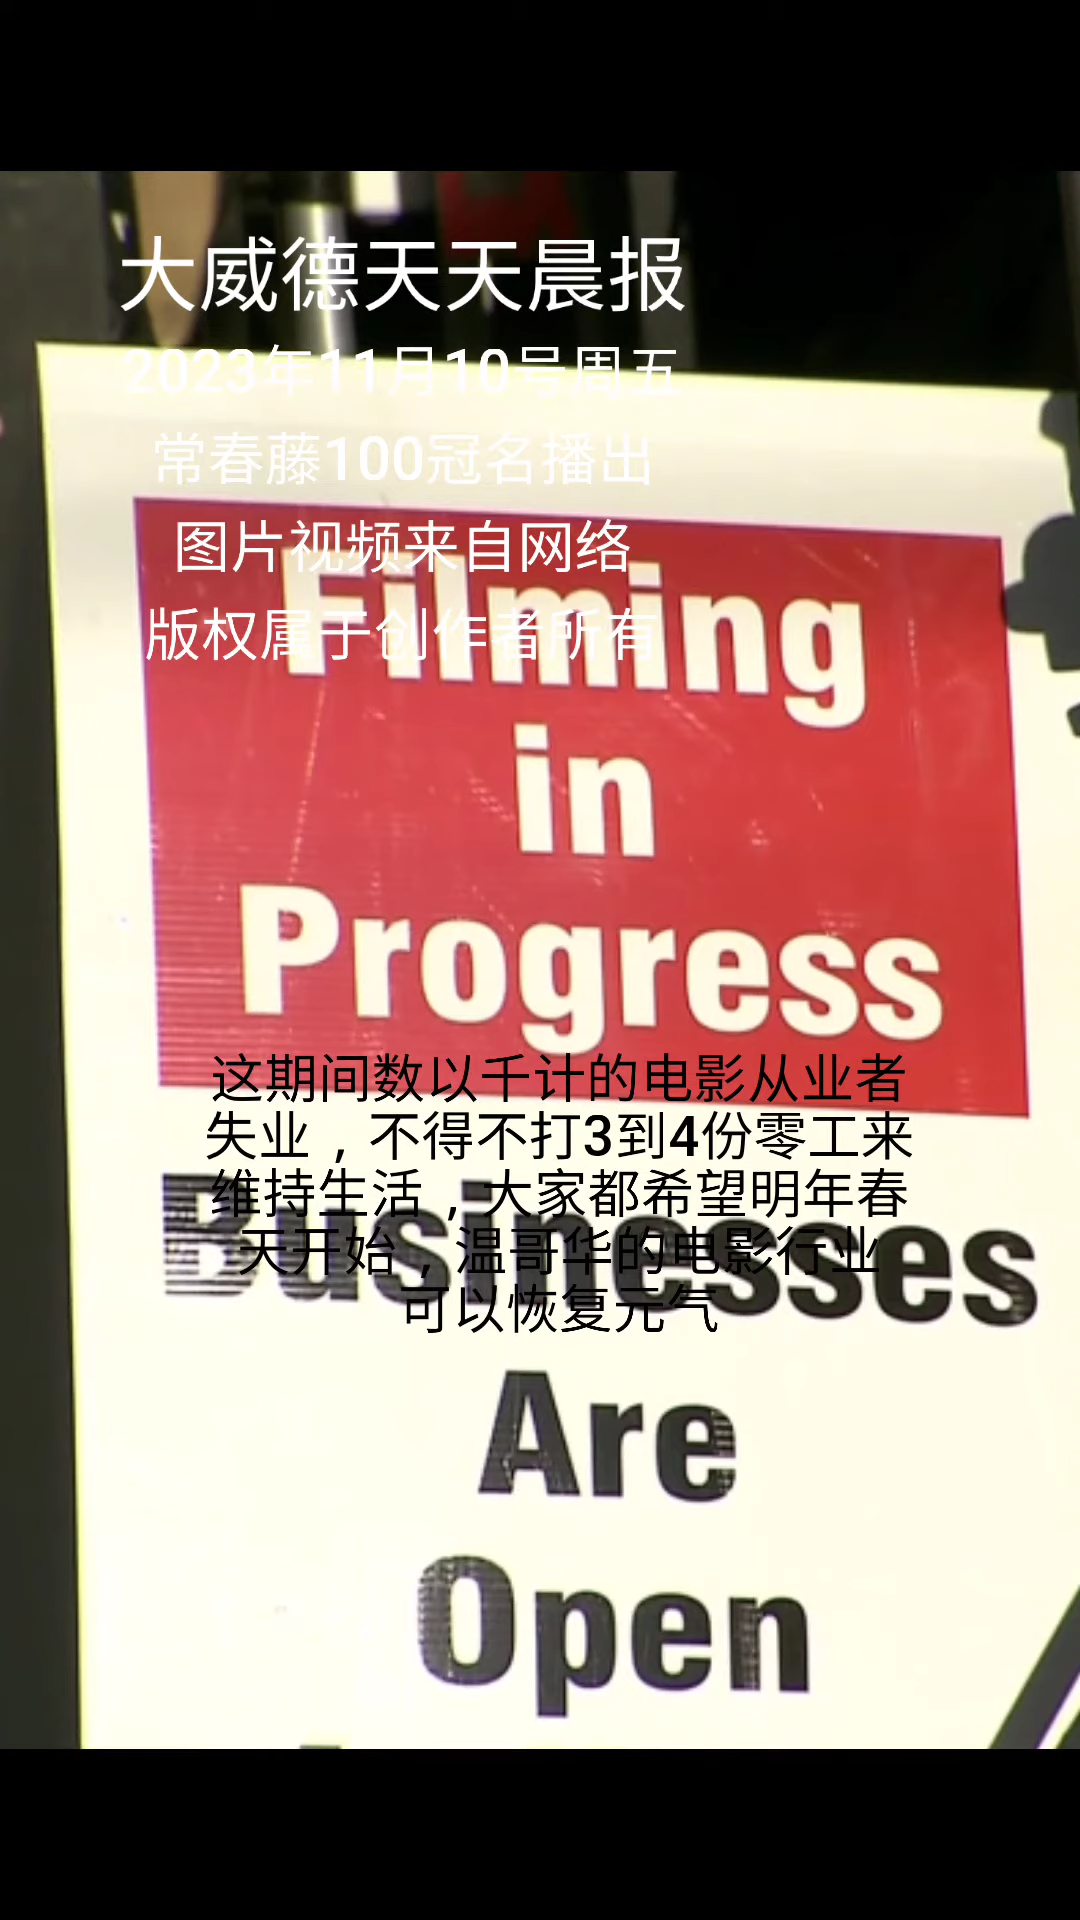 大威德天天晨报
2023年11月10号周五
常春藤100冠名播出
图片视频来自网络
版权属于创作者所有
Filming
in
Progress
这期间数以千计的电影从业者
失业，不得不打3到4份零工来
维持生活，大家都希望明年春
天开始，温哥华的电影行业
可以恢复元气
Businesses
Are
Open